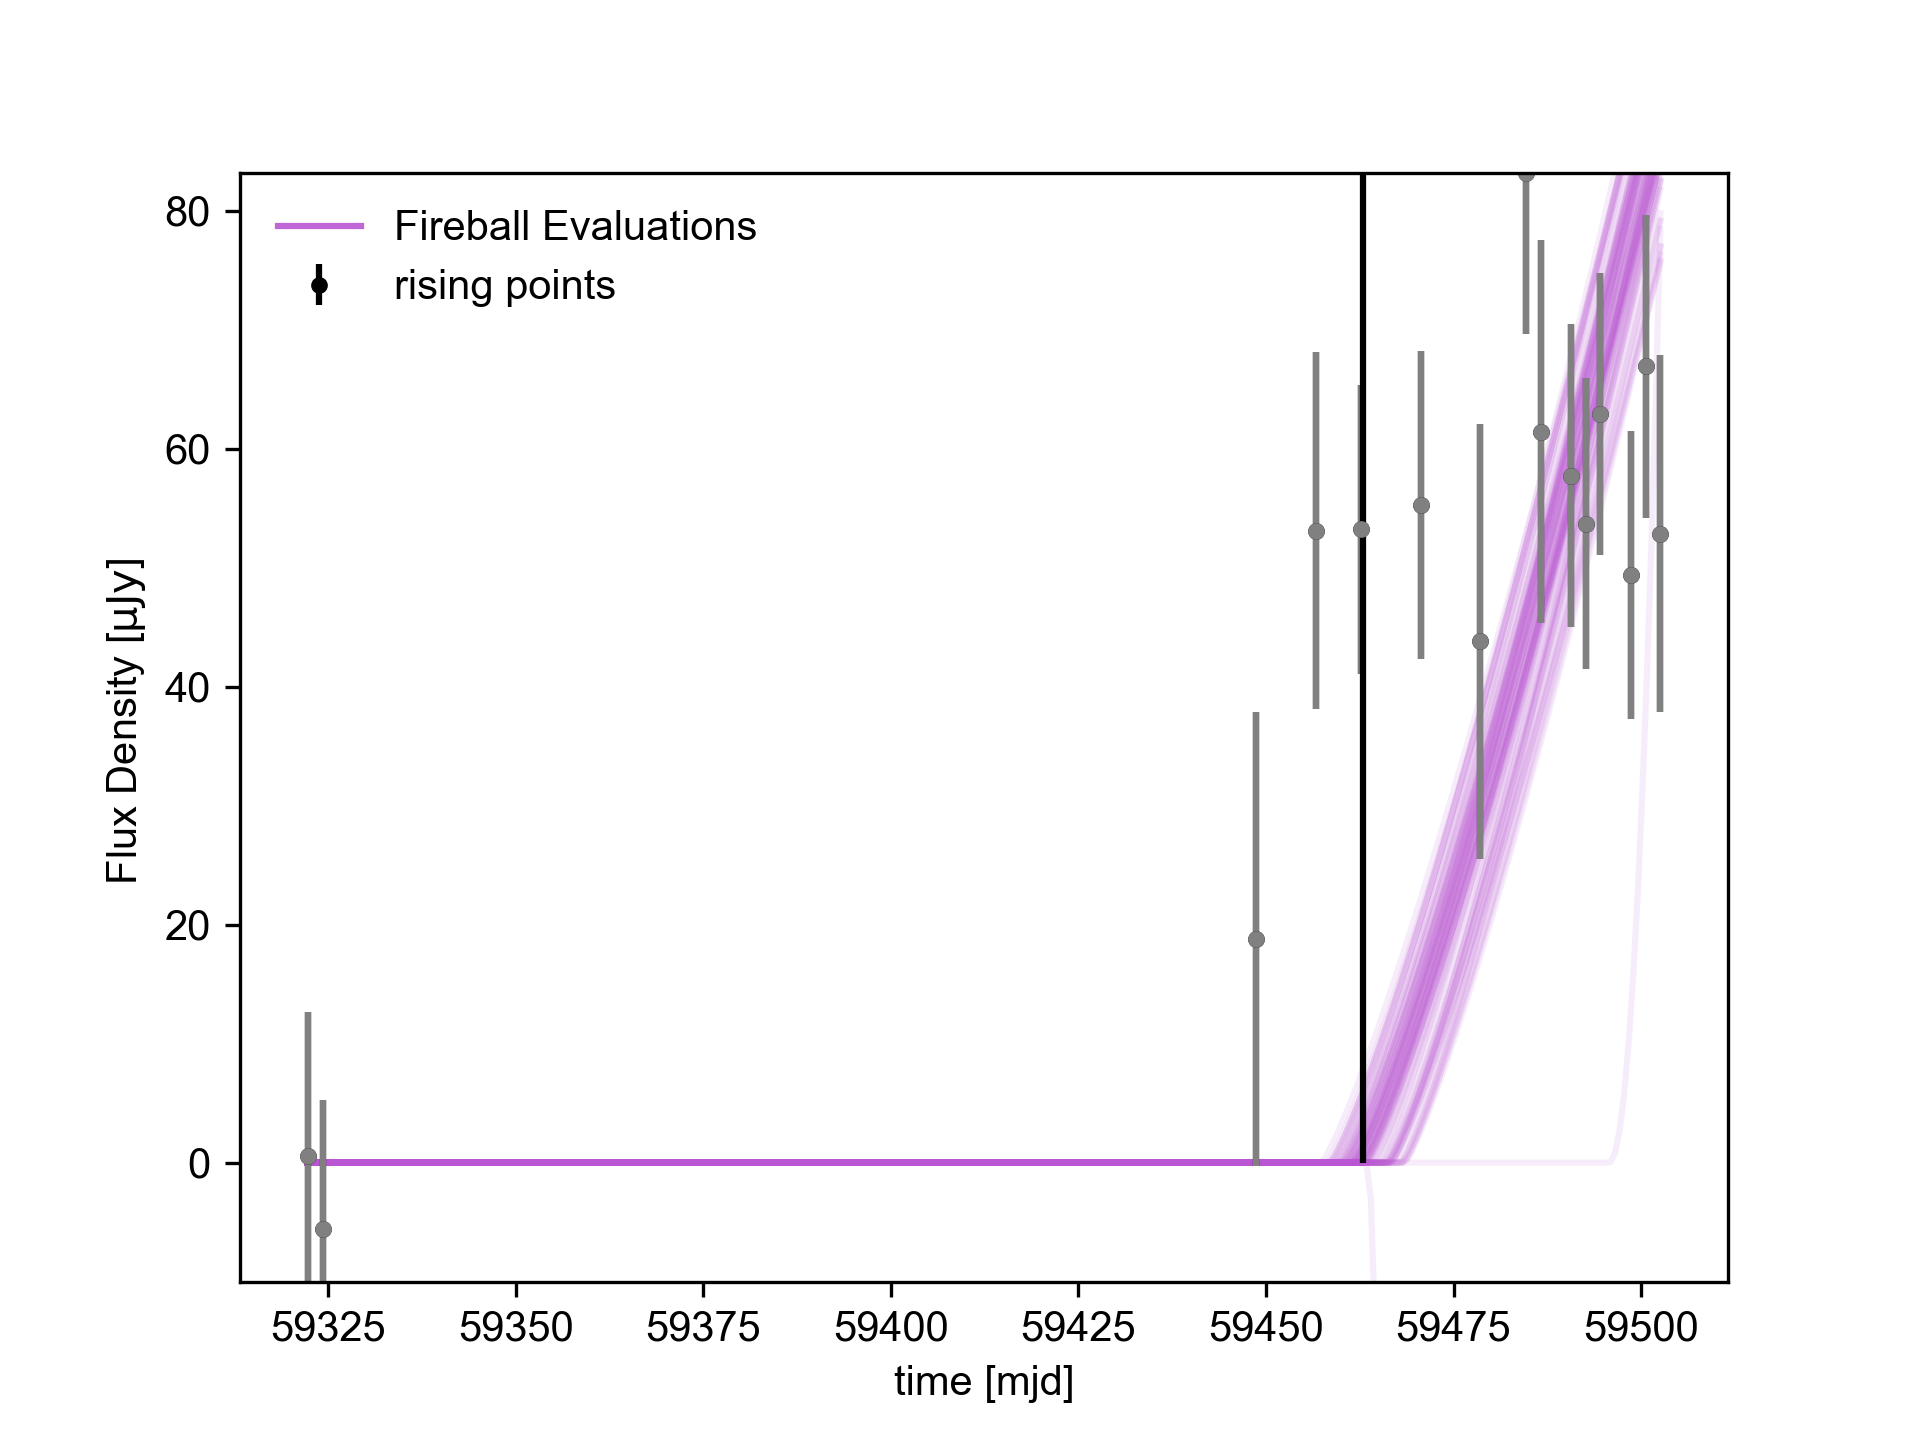 Fireball Evaluations
rising points
80
60
40
20
0
Flux Density [µJy]
59325 59350 59375 59400 59425 59450 59475 59500
time [mjd]